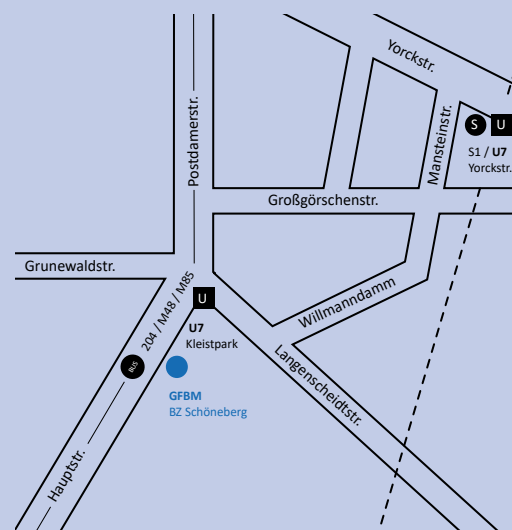 Yorckstr.
Postdamerstr.
Mansteinstr.
S U
S1 / U7
Yorckstr.
Großgörschenstr.
Grunewaldstr.
204 / M48 / M85
U
Willmanndamm
U7
Kleistpark
BUS
Langenscheidtstr.
GFBM
BZ Schöneberg
Hauptstr.